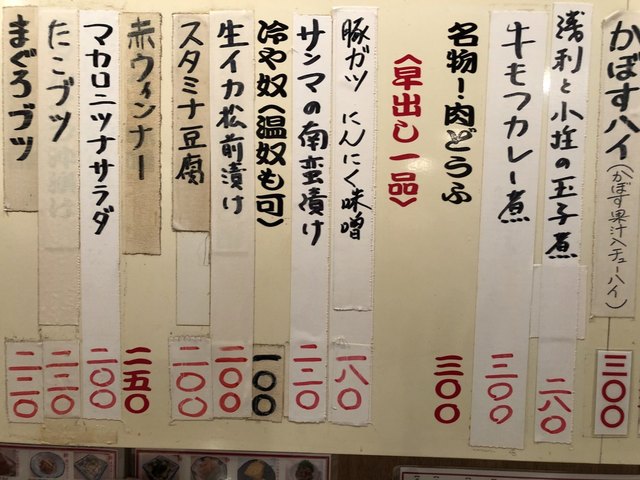 かぼすハイ(かぼす果汁入チューハイ)
三〇〇
浅利と小柱の玉子煮
二八〇
牛もつカレー煮
三〇〇
名物!肉どうふ
三〇〇
〈早出し一品〉
豚ガツ にんにく味噌
一八〇
サンマの南蛮漬け
二二〇
冷や奴〈温奴も可〉
一〇〇
生イカ松前漬け
二〇〇
スタミナ豆腐
二〇〇
赤ウィンナー
二五〇
マカロニツナサラダ
二〇〇
たこブツ
二二〇
まぐろブツ
二二〇